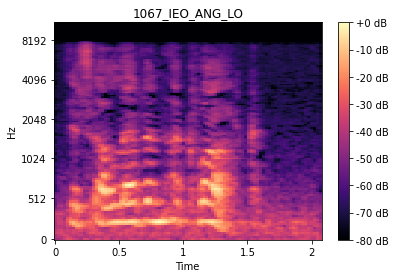 1067_IEO_ANG_LO
+0 dB
8192
-10 dB
4096
-20 dB
-30 dB
2048
Hz
-40 dB
1024
-50 dB
512
-60 dB
-70 dB
0
-80 dB
0 0.5 1 1.5 2
Time